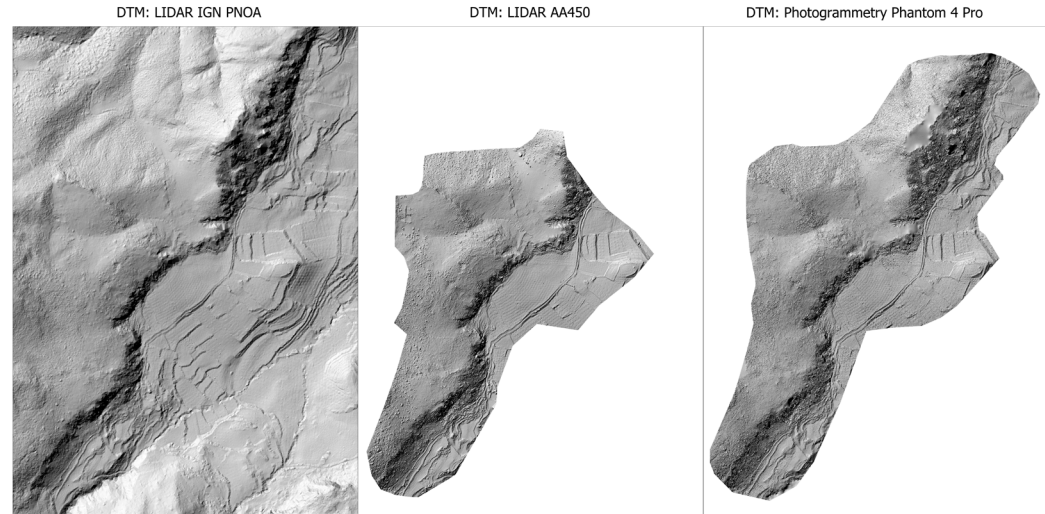 DTM: LIDAR IGN PNOA
DTM: LIDAR AA450
DTM: Photogrammetry Phantom 4 Pro